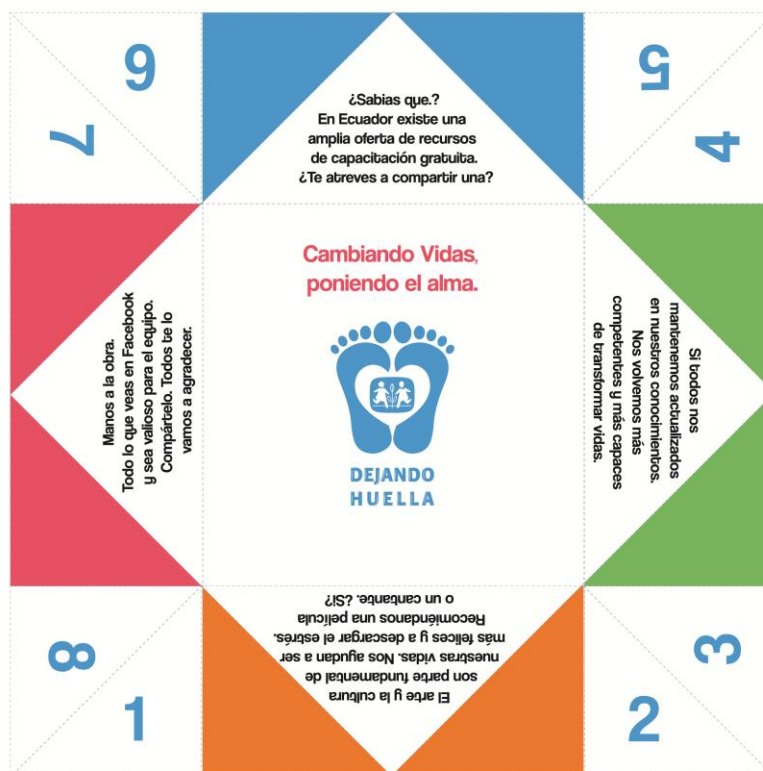 6
7
¿Sabias que.?
En Ecuador existe una
amplia oferta de recursos
de capacitación gratuita.
¿Te atreves a compartir una?
5
4
Cambiando Vidas,
poniendo el alma.
DEJANDO
HUELLA
Manos a la obra.
Todo lo que veas en Facebook
y sea valioso para el equipo.
Compártelo. Todos te lo
vamos a agradecer.
Si todos nos
mantenemos actualizados
en nuestros conocimientos.
Nos volvemos más
competentes y más capaces
de transformar vidas.
8
1
El arte y la cultura
son parte fundamental de
nuestras vidas. Nos ayudan a ser
más felices y a descargar el estrés.
Recomiéndanos una película
o un cantante. ¿Sí?
2
3